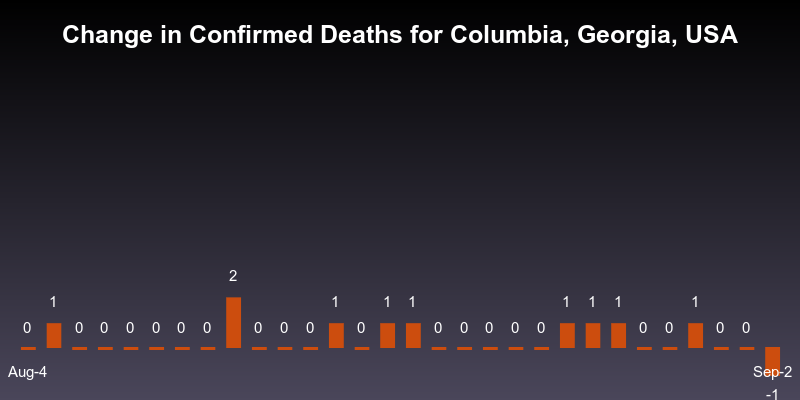 Change in Confirmed Deaths for Columbia, Georgia, USA
2
1 1 1 1 1 1 1 1
0 0 0 0 0 0 0 0 0 0 0 0 0 0 0 0 0 0 0 0
Aug-4 Sep-2
-1